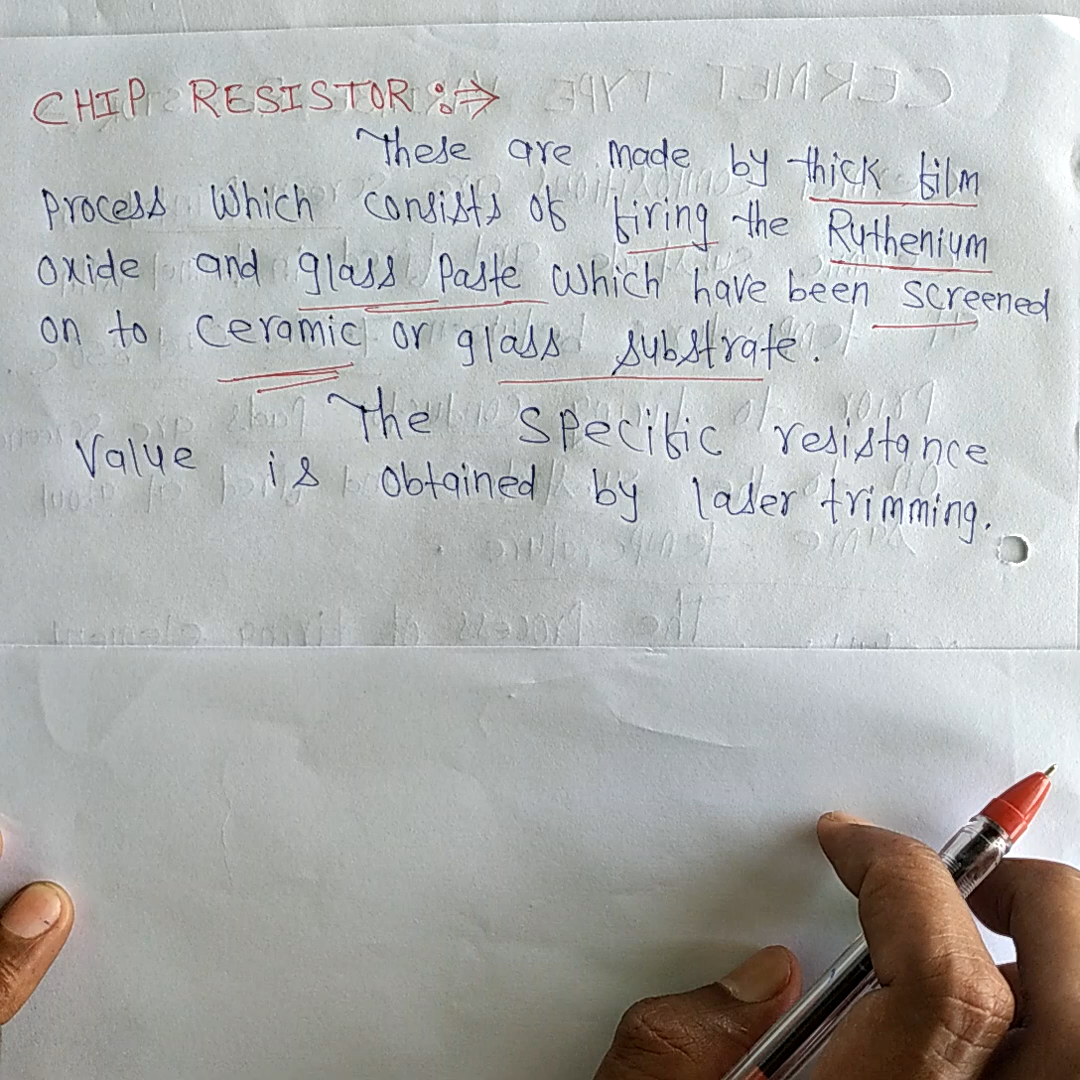 CHIP RESISTOR :⇒
These are made by thick film
process which consists of firing the Ruthenium
oxide and glass paste which have been screened
on to ceramic or glass substrate.
The specific resistance
value is obtained by laser trimming.